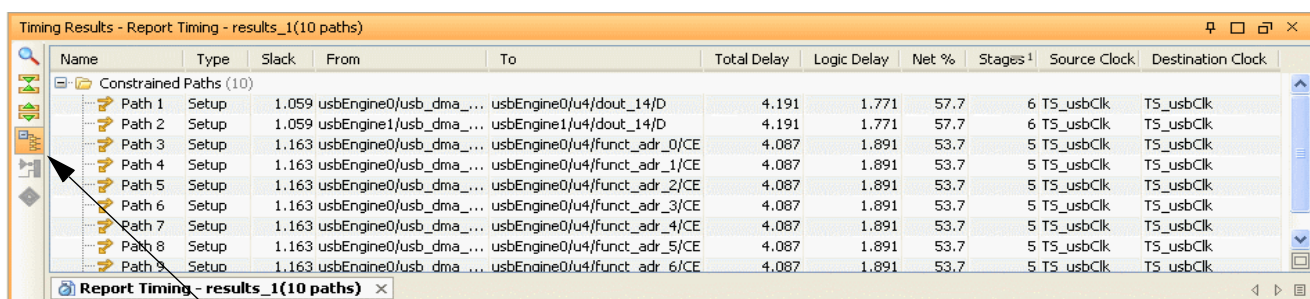 Timing Results - Report Timing - results_1(10 paths)
Name Type Slack From To Total Delay Logic Delay Net % Stages 1 Source Clock Destination Clock
Constrained Paths (10)
Path 1 Setup 1.059 usbEngine0/usb_dma_... usbEngine0/u4/dout_14/D 4.191 1.771 57.7 6 TS_usbClk TS_usbClk
Path 2 Setup 1.059 usbEngine1/usb_dma_... usbEngine1/u4/dout_14/D 4.191 1.771 57.7 6 TS_usbClk TS_usbClk
Path 3 Setup 1.163 usbEngine0/usb_dma_... usbEngine0/u4/funct_adr_0/CE 4.087 1.891 53.7 5 TS_usbClk TS_usbClk
Path 4 Setup 1.163 usbEngine0/usb_dma_... usbEngine0/u4/funct_adr_1/CE 4.087 1.891 53.7 5 TS_usbClk TS_usbClk
Path 5 Setup 1.163 usbEngine0/usb_dma_... usbEngine0/u4/funct_adr_2/CE 4.087 1.891 53.7 5 TS_usbClk TS_usbClk
Path 6 Setup 1.163 usbEngine0/usb_dma_... usbEngine0/u4/funct_adr_3/CE 4.087 1.891 53.7 5 TS_usbClk TS_usbClk
Path 7 Setup 1.163 usbEngine0/usb_dma_... usbEngine0/u4/funct_adr_4/CE 4.087 1.891 53.7 5 TS_usbClk TS_usbClk
Path 8 Setup 1.163 usbEngine0/usb_dma_... usbEngine0/u4/funct_adr_5/CE 4.087 1.891 53.7 5 TS_usbClk TS_usbClk
Path 9 Setup 1.163 usbEngine0/usb_dma_... usbEngine0/u4/funct_adr_6/CE 4.087 1.891 53.7 5 TS_usbClk TS_usbClk
Report Timing - results_1(10 paths)